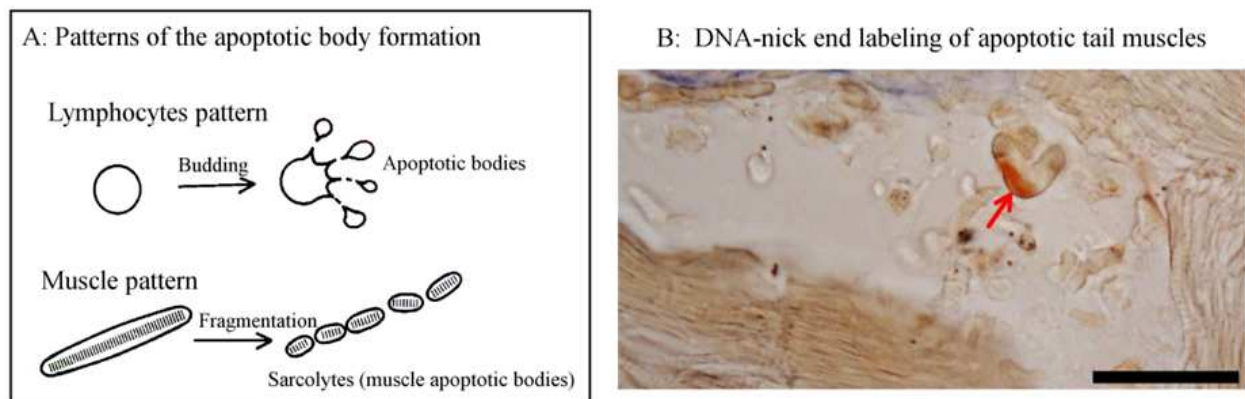 A: Patterns of the apoptotic body formation
Lymphocytes pattern
Budding
Apoptotic bodies
Muscle pattern
Fragmentation
Sarcolytes (muscle apoptotic bodies)
B: DNA-nick end labeling of apoptotic tail muscles